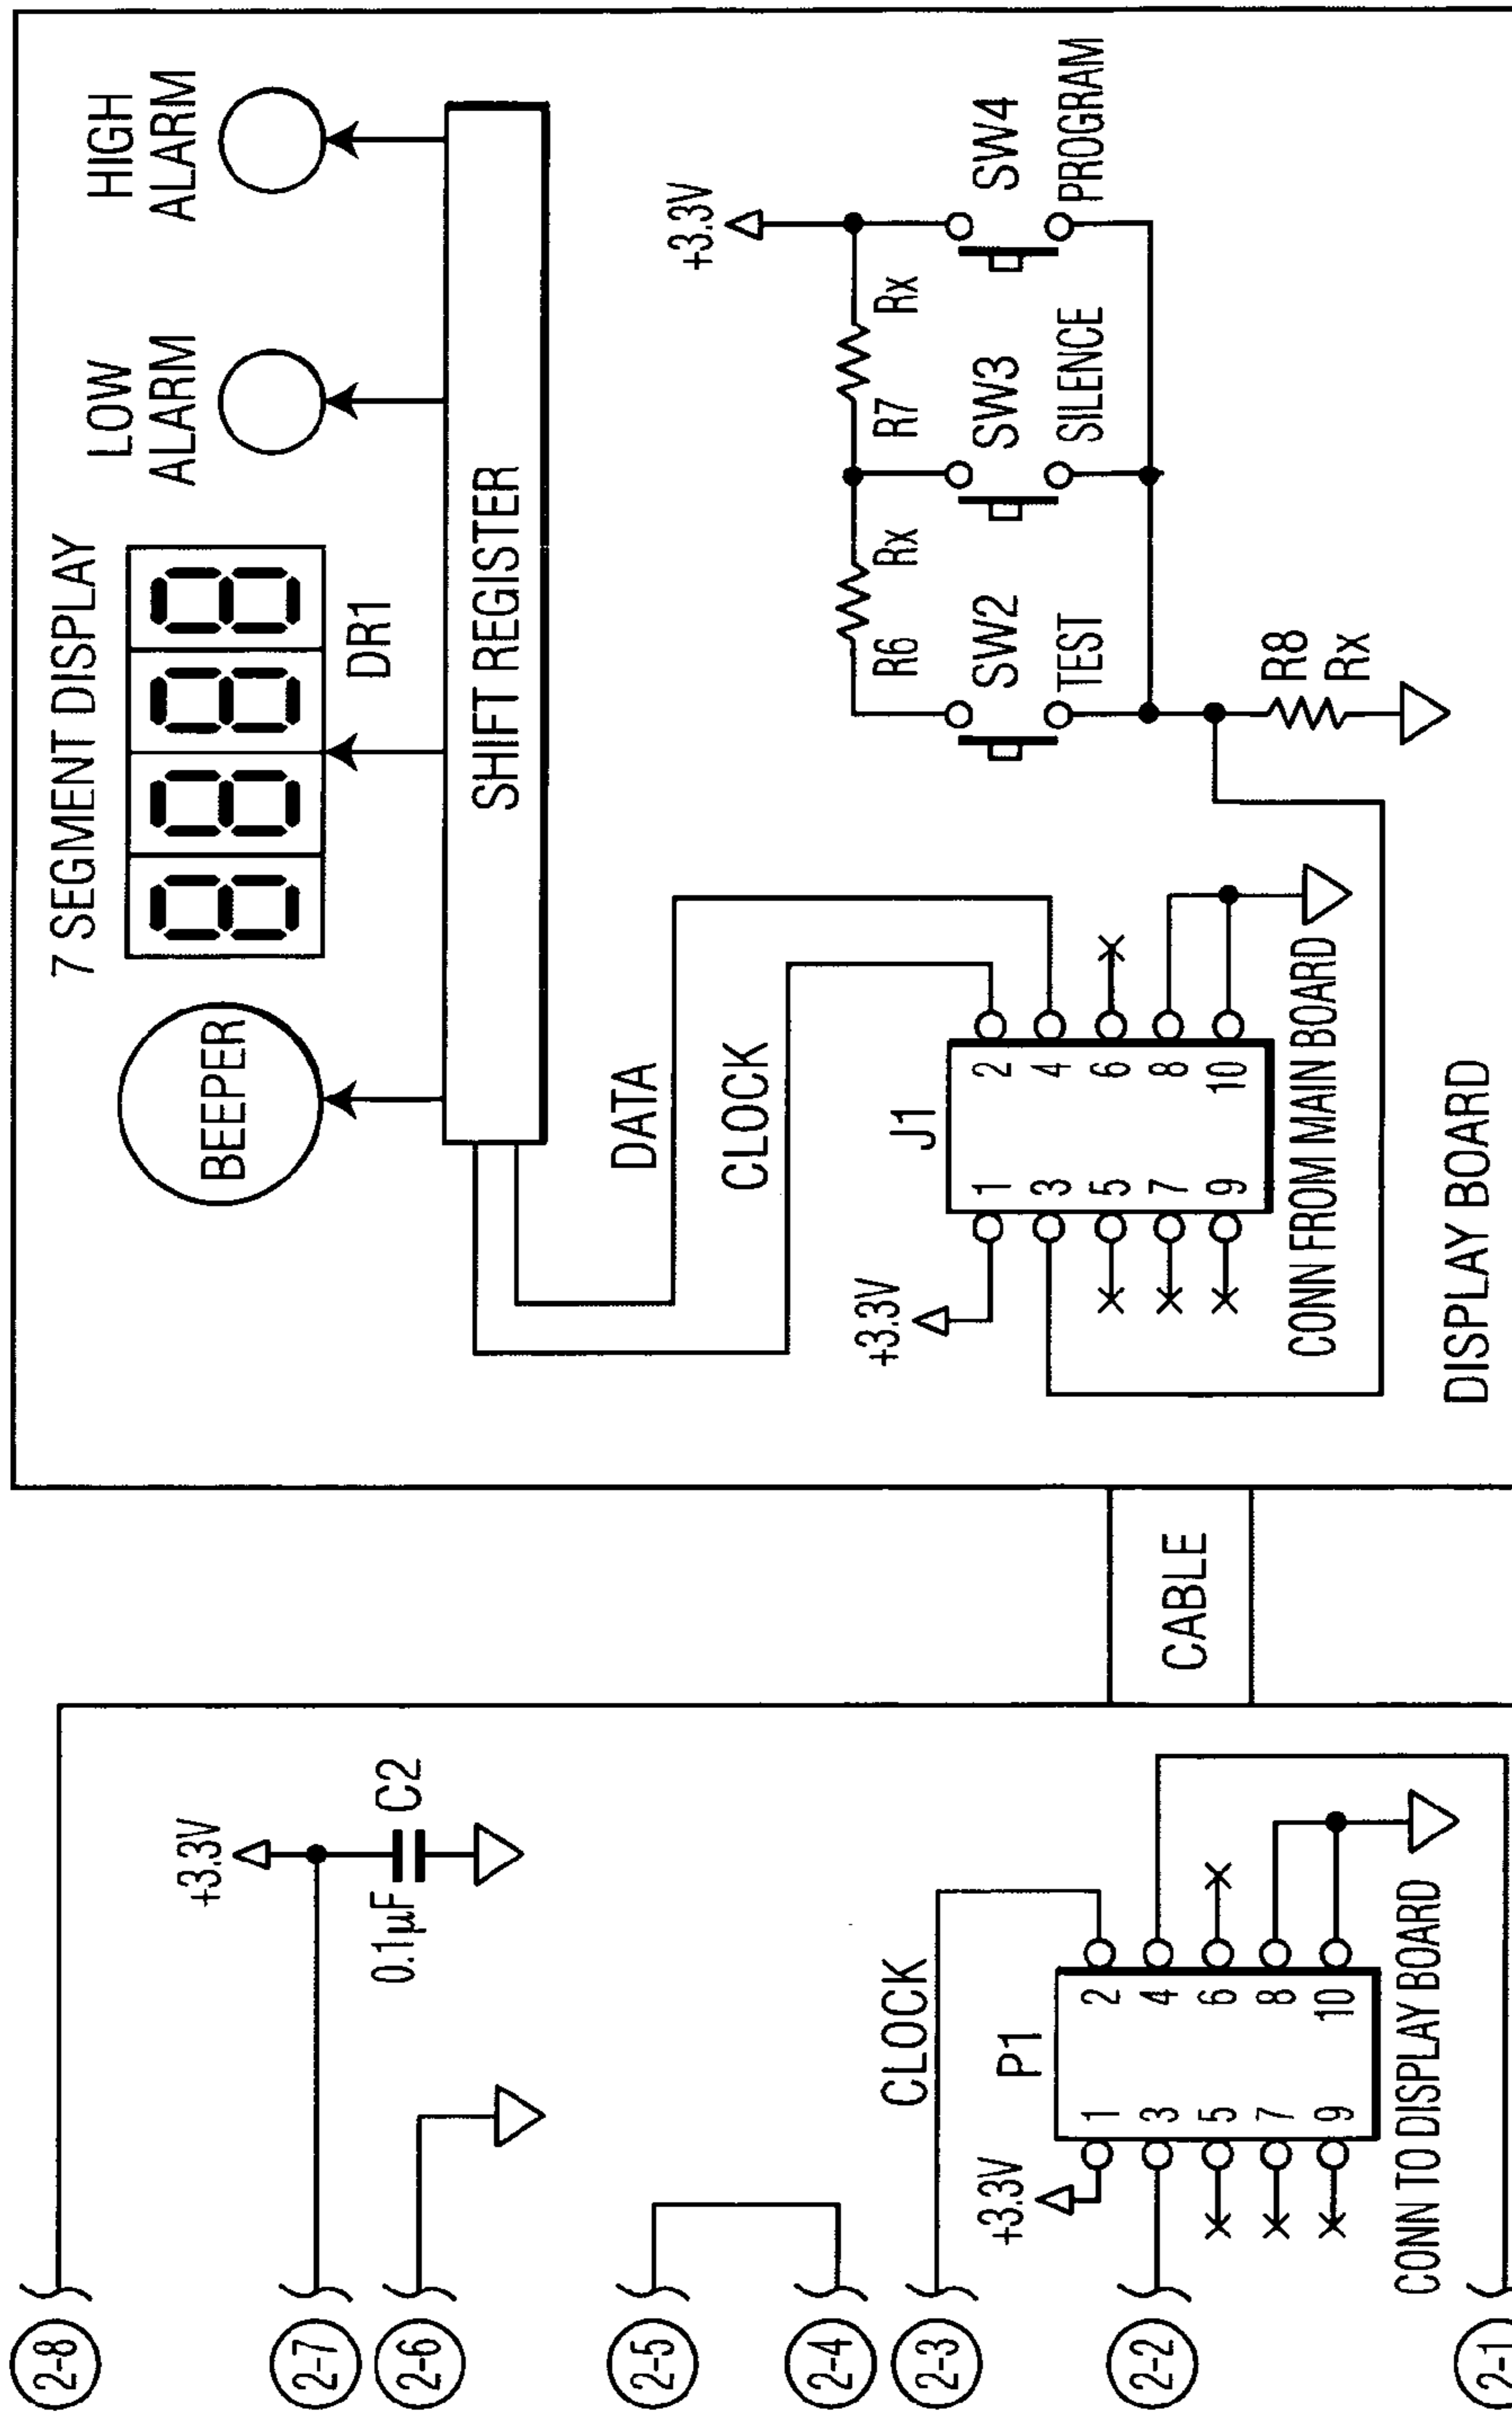 7 SEGMENT DISPLAY
LOW
ALARM
HIGH
ALARM
BEEPER
DR1
SHIFT REGISTER
DATA
CLOCK
+3.3V
R6
Rx
R7
Rx
SW2
SW3
SW4
TEST
SILENCE
PROGRAM
R8
Rx
J1
+3.3V
1 2
3 4
5 6
7 8
9 10
CONN FROM MAIN BOARD
DISPLAY BOARD
CABLE
2-8
+3.3V
2-7
0.1µF
C2
2-6
2-5
2-4
2-3
CLOCK
P1
+3.3V
1 2
3 4
5 6
7 8
9 10
2-2
CONN TO DISPLAY BOARD
2-1